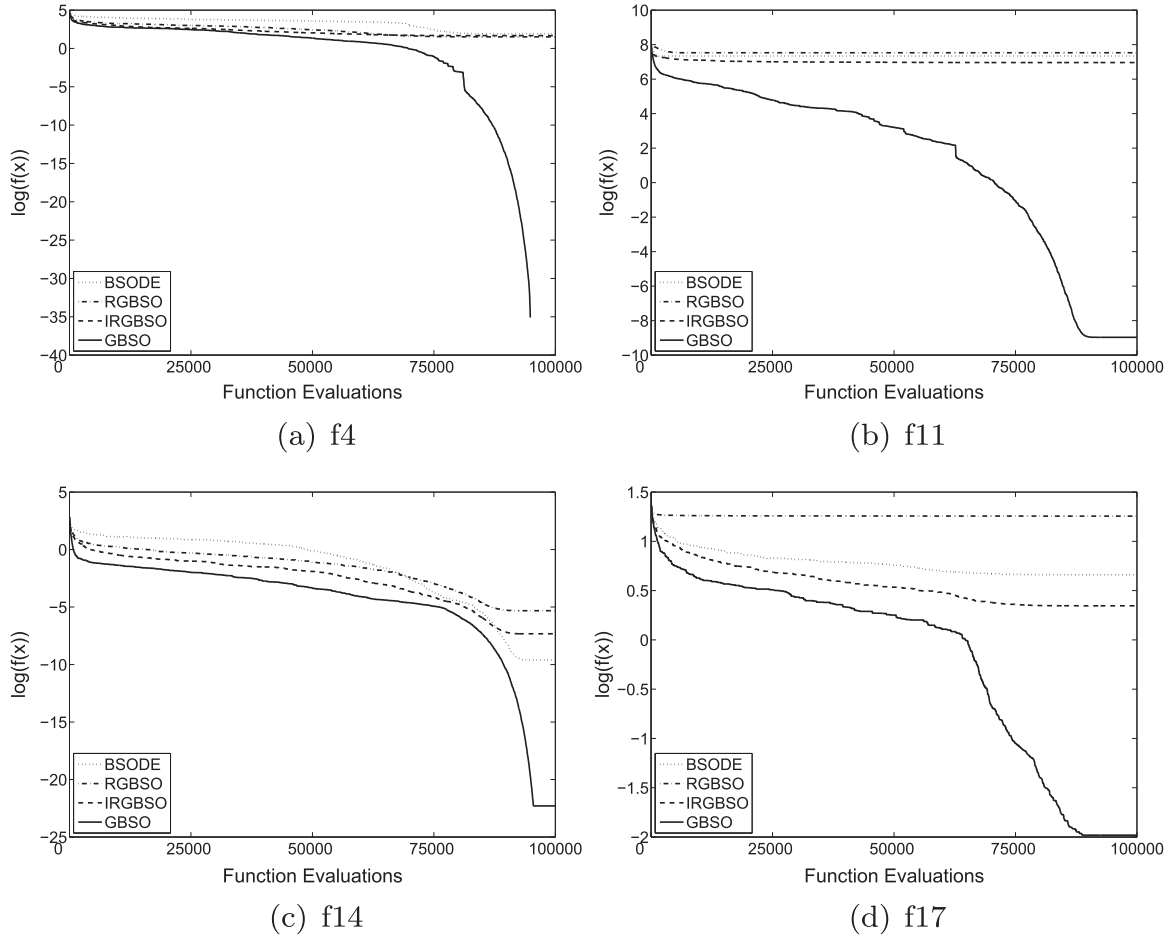 5
0
−5
−10
−15
−20
−25
−30
−35
−40
log(f(x))
BSODE
RGBSO
IRGBSO
GBSO
0 25000 50000 75000 100000
Function Evaluations
(a) f4
10
8
6
4
2
0
−2
−4
−6
−8
−10
log(f(x))
BSODE
RGBSO
IRGBSO
GBSO
0 25000 50000 75000 100000
Function Evaluations
(b) f11
5
0
−5
−10
−15
−20
−25
log(f(x))
BSODE
RGBSO
IRGBSO
GBSO
0 25000 50000 75000 100000
Function Evaluations
(c) f14
1.5
1
0.5
0
−0.5
−1
−1.5
−2
log(f(x))
BSODE
RGBSO
IRGBSO
GBSO
0 25000 50000 75000 100000
Function Evaluations
(d) f17